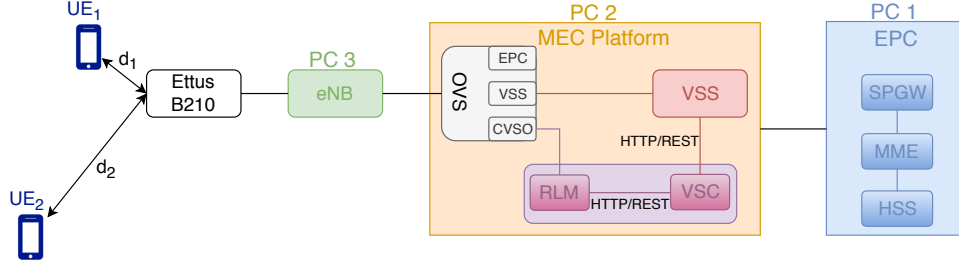 UE1
d1
d2
UE2
Ettus
B210
PC 3
eNB
PC 2
MEC Platform
OVS
EPC
VSS
CVSO
VSS
HTTP/REST
RLM
HTTP/REST
VSC
PC 1
EPC
SPGW
MME
HSS